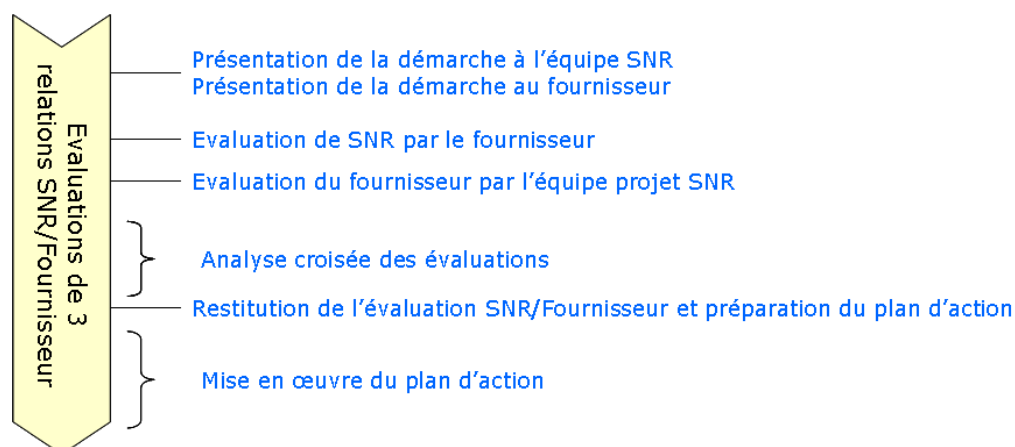 Evaluations de 3
relations SNR/Fournisseur
Présentation de la démarche à l’équipe SNR
Présentation de la démarche au fournisseur
Evaluation de SNR par le fournisseur
Evaluation du fournisseur par l’équipe projet SNR
Analyse croisée des évaluations
Restitution de l’évaluation SNR/Fournisseur et préparation du plan d’action
Mise en œuvre du plan d’action